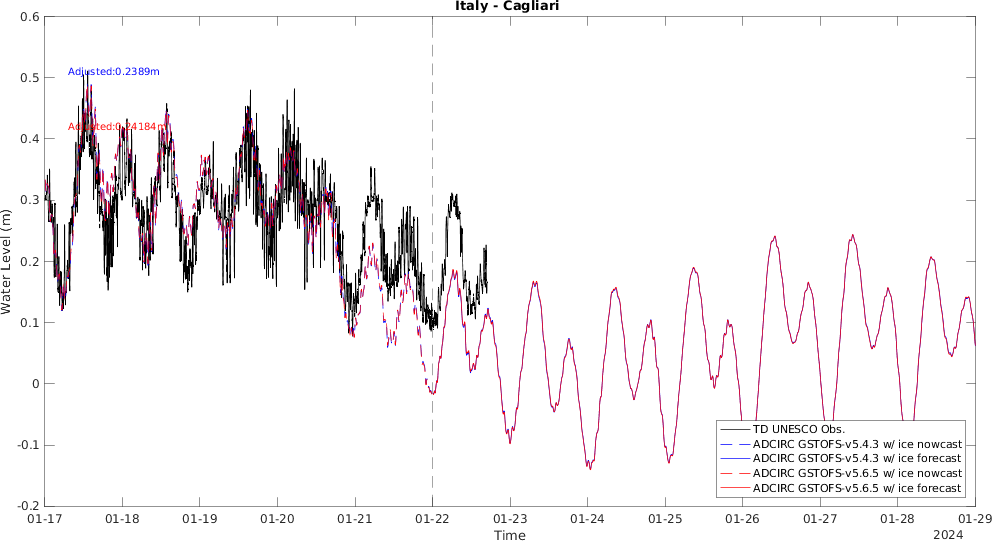 Italy - Cagliari
Water Level (m)
0.6
0.5
0.4
0.3
0.2
0.1
0
-0.1
-0.2
Adjusted:0.2389m
Adjusted:0.24184m
TD UNESCO Obs.
ADCIRC GSTOFS-v5.4.3 w/ ice nowcast
ADCIRC GSTOFS-v5.4.3 w/ ice forecast
ADCIRC GSTOFS-v5.6.5 w/ ice nowcast
ADCIRC GSTOFS-v5.6.5 w/ ice forecast
01-17 01-18 01-19 01-20 01-21 01-22 01-23 01-24 01-25 01-26 01-27 01-28 01-29
Time
2024